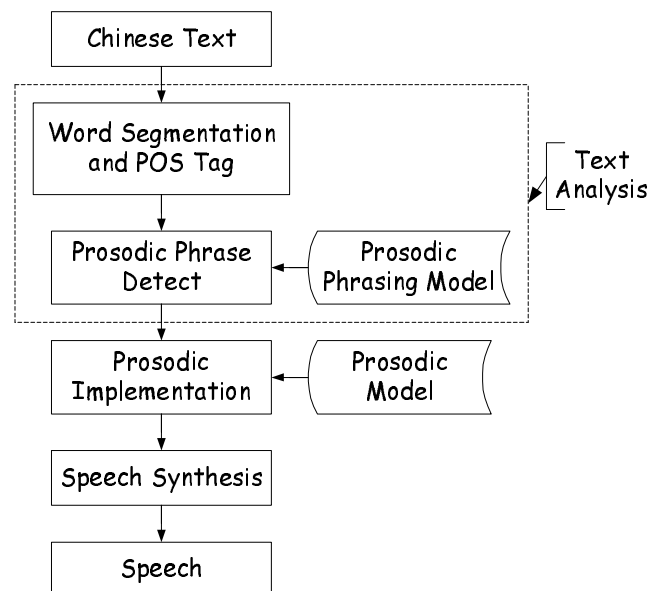 Chinese Text
Word Segmentation
and POS Tag
Text
Analysis
Prosodic Phrase
Detect
Prosodic
Phrasing Model
Prosodic
Implementation
Prosodic
Model
Speech Synthesis
Speech